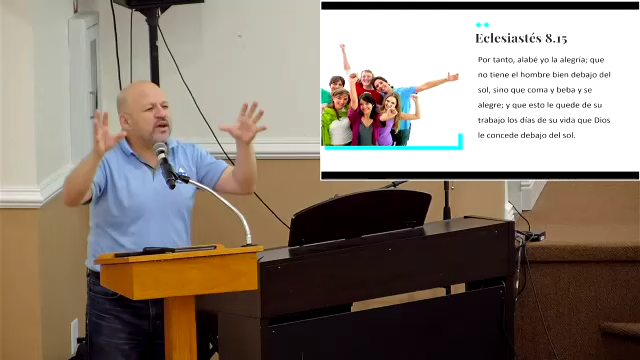 Eclesiastés 8.15
Por tanto, alabé yo la alegría; que
no tiene el hombre bien debajo del
sol, sino que coma y beba y se
alegre; y que esto le quede de su
trabajo los días de su vida que Dios
le concede debajo del sol.